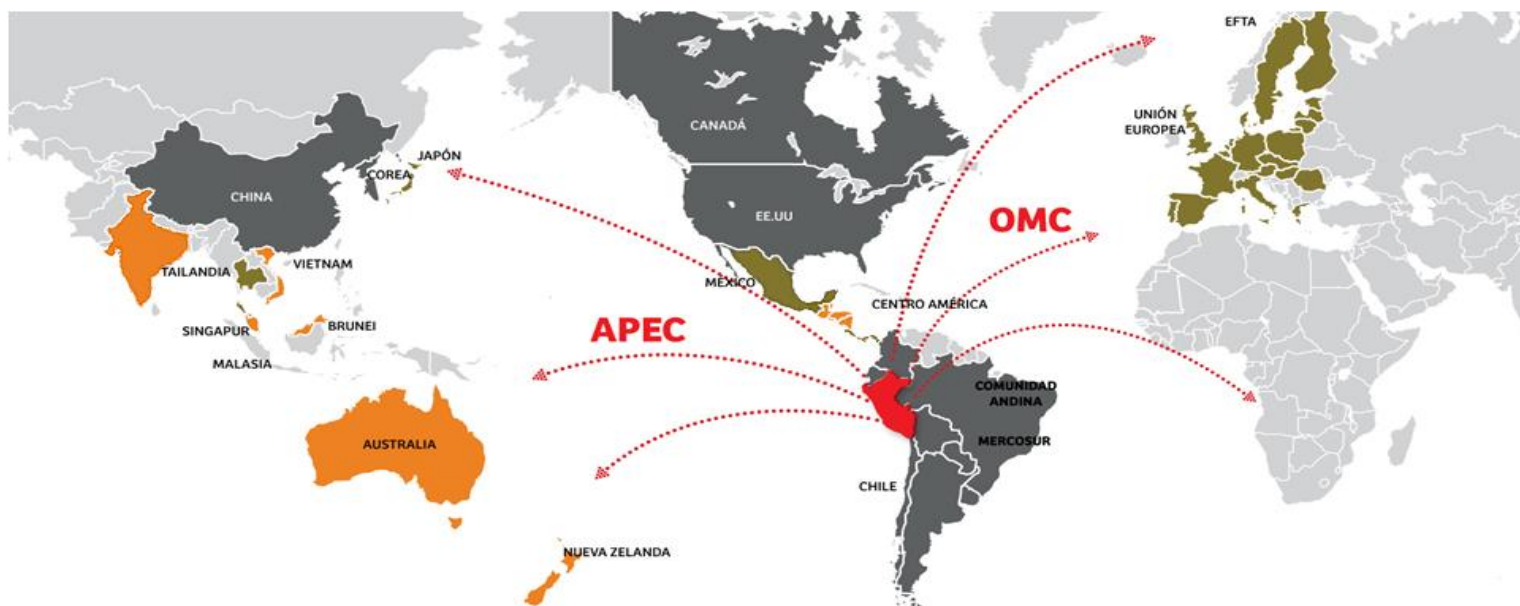 EFTA
UNIÓN
EUROPEA
CANADÁ
JAPÓN
COREA
CHINA
EE.UU
OMC
VIETNAM
TAILANDIA
MÉXICO
CENTRO AMÉRICA
SINGAPUR
BRUNEI
APEC
MALASIA
COMUNIDAD
ANDINA
AUSTRALIA
MERCOSUR
CHILE
NUEVA ZELANDA